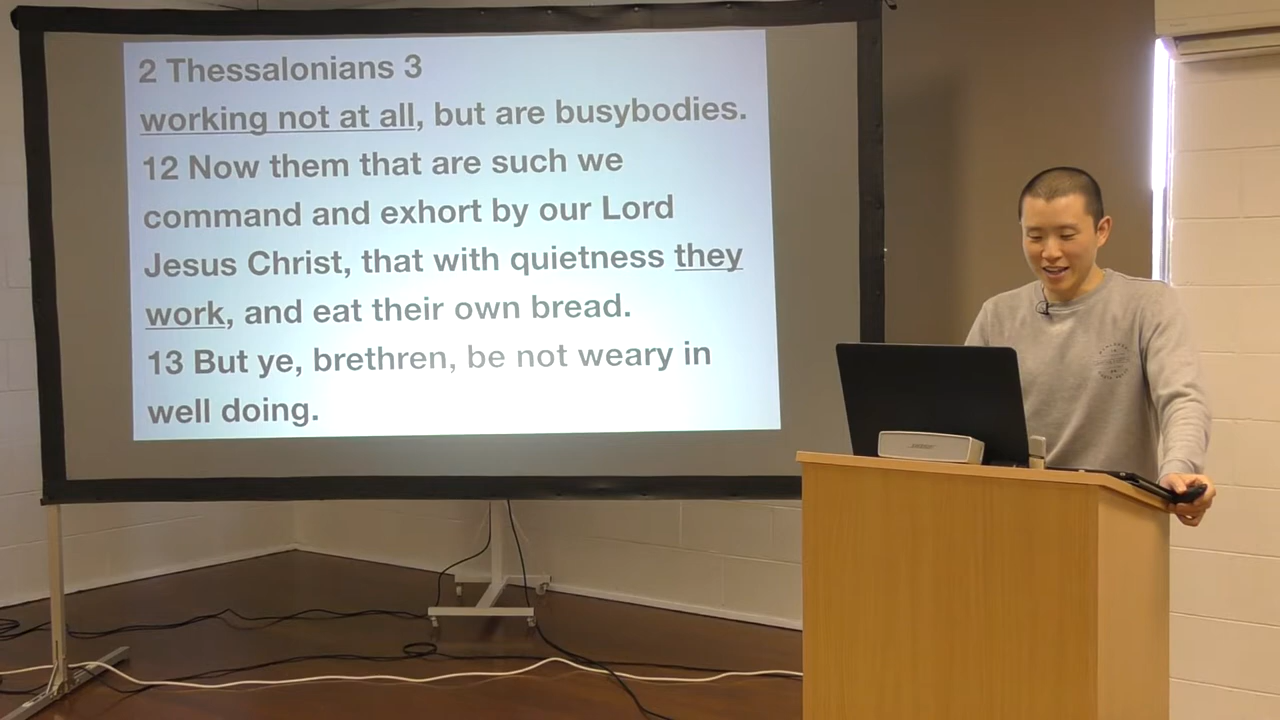 2 Thessalonians 3
working not at all, but are busybodies.
12 Now them that are such we
command and exhort by our Lord
Jesus Christ, that with quietness they
work, and eat their own bread.
13 But ye, brethren, be not weary in
well doing.